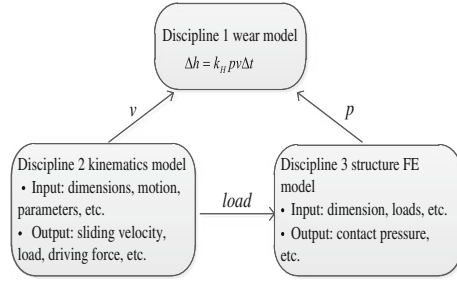 Discipline 1 wear model
Δh = k_H pvΔt
v
p
Discipline 2 kinematics model
• Input: dimensions, motion,
parameters, etc.
• Output: sliding velocity,
load, driving force, etc.
load
Discipline 3 structure FE
model
• Input: dimension, loads, etc.
• Output: contact pressure,
etc.